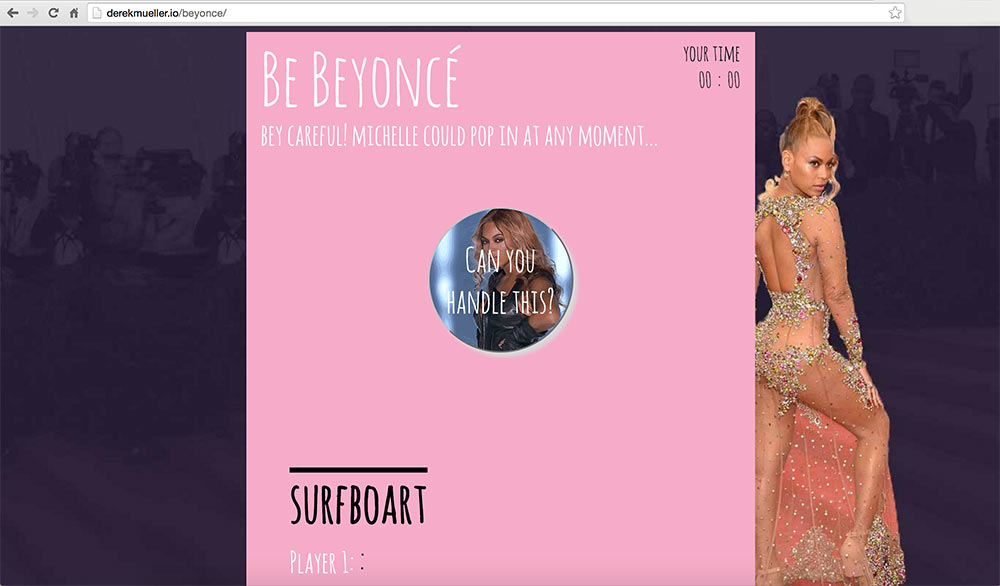 derekmueller.io/beyonce/
Be Beyoncé
YOUR TIME
00 : 00
BEY CAREFUL! MICHELLE COULD POP IN AT ANY MOMENT...
Can you
handle this?
SURFBOART
Player 1: :